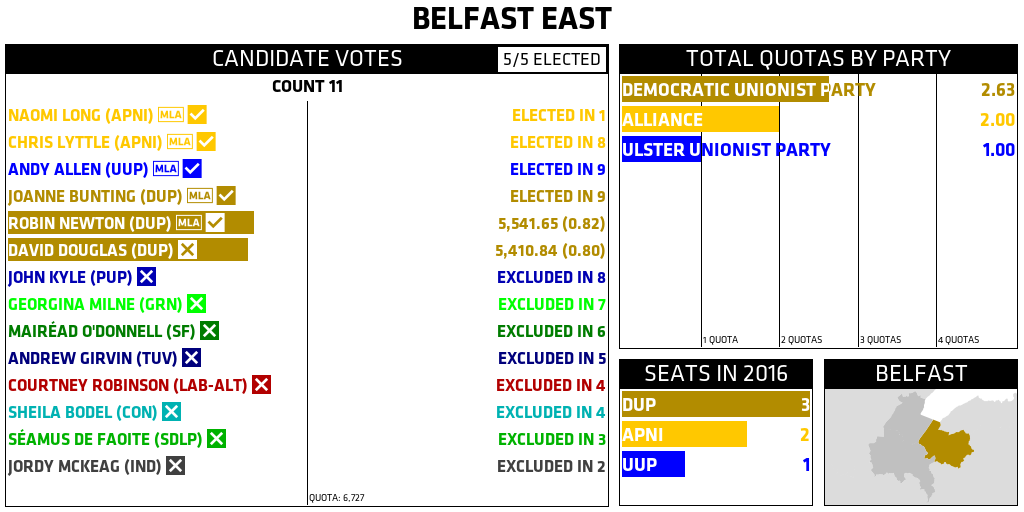 BELFAST EAST
CANDIDATE VOTES
5/5 ELECTED
COUNT 11
NAOMI LONG (APNI) MLA ELECTED IN 1
CHRIS LYTTLE (APNI) MLA ELECTED IN 8
ANDY ALLEN (UUP) MLA ELECTED IN 9
JOANNE BUNTING (DUP) MLA ELECTED IN 9
ROBIN NEWTON (DUP) MLA 5,541.65 (0.82)
DAVID DOUGLAS (DUP) 5,410.84 (0.80)
JOHN KYLE (PUP) EXCLUDED IN 8
GEORGINA MILNE (GRN) EXCLUDED IN 7
MAIRÉAD O'DONNELL (SF) EXCLUDED IN 6
ANDREW GIRVIN (TUV) EXCLUDED IN 5
COURTNEY ROBINSON (LAB-ALT) EXCLUDED IN 4
SHEILA BODEL (CON) EXCLUDED IN 4
SÉAMUS DE FAOITE (SDLP) EXCLUDED IN 3
JORDY MCKEAG (IND) EXCLUDED IN 2
QUOTA: 6,727
TOTAL QUOTAS BY PARTY
DEMOCRATIC UNIONIST PARTY 2.63
ALLIANCE 2.00
ULSTER UNIONIST PARTY 1.00
1 QUOTA 2 QUOTAS 3 QUOTAS 4 QUOTAS
SEATS IN 2016
DUP 3
APNI 2
UUP 1
BELFAST